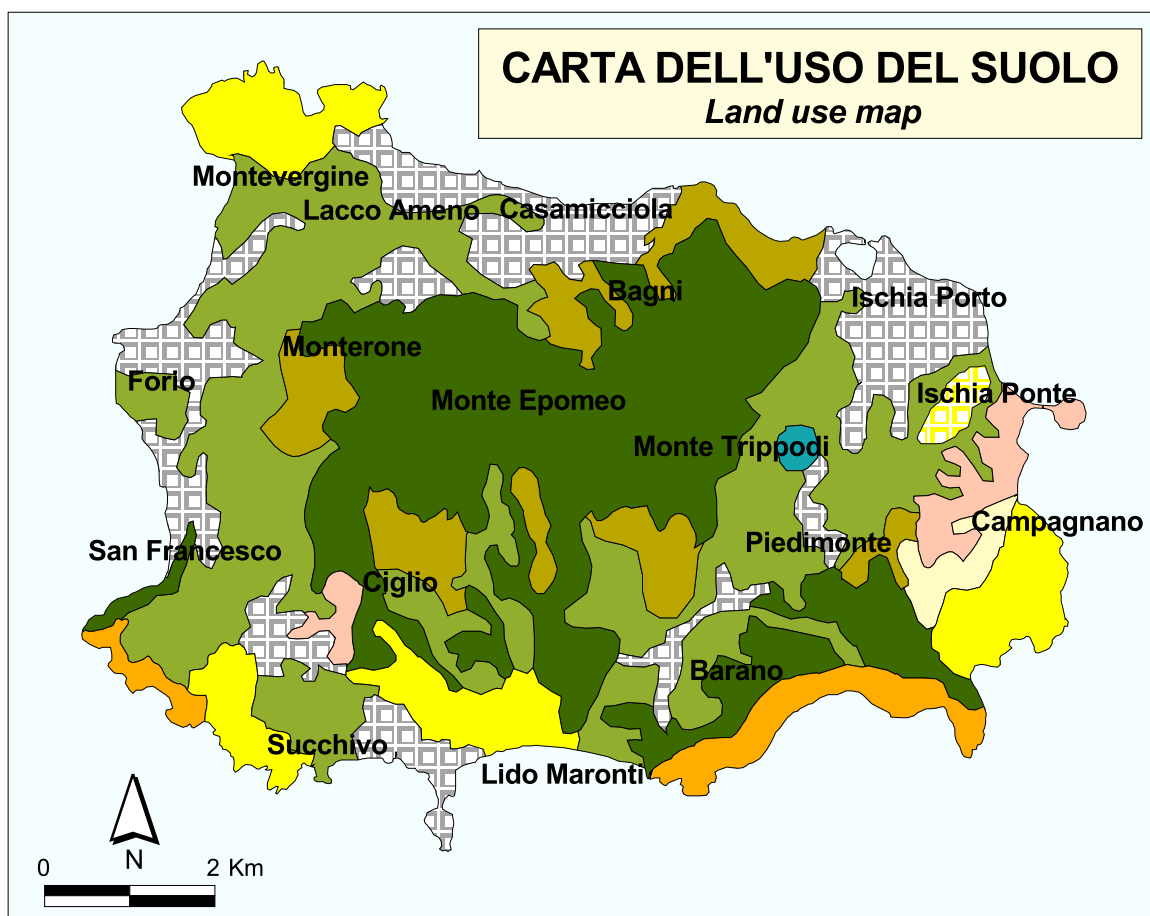 CARTA DELL'USO DEL SUOLO
Land use map
Montevergine
Lacco Ameno
Casamicciola
Bagni
Ischia Porto
Monterone
Forio
Monte Epomeo
Ischia Ponte
Monte Trippodi
Campagnano
San Francesco
Piedimonte
Ciglio
Barano
Succhivo
Lido Maronti
N
0 2 Km